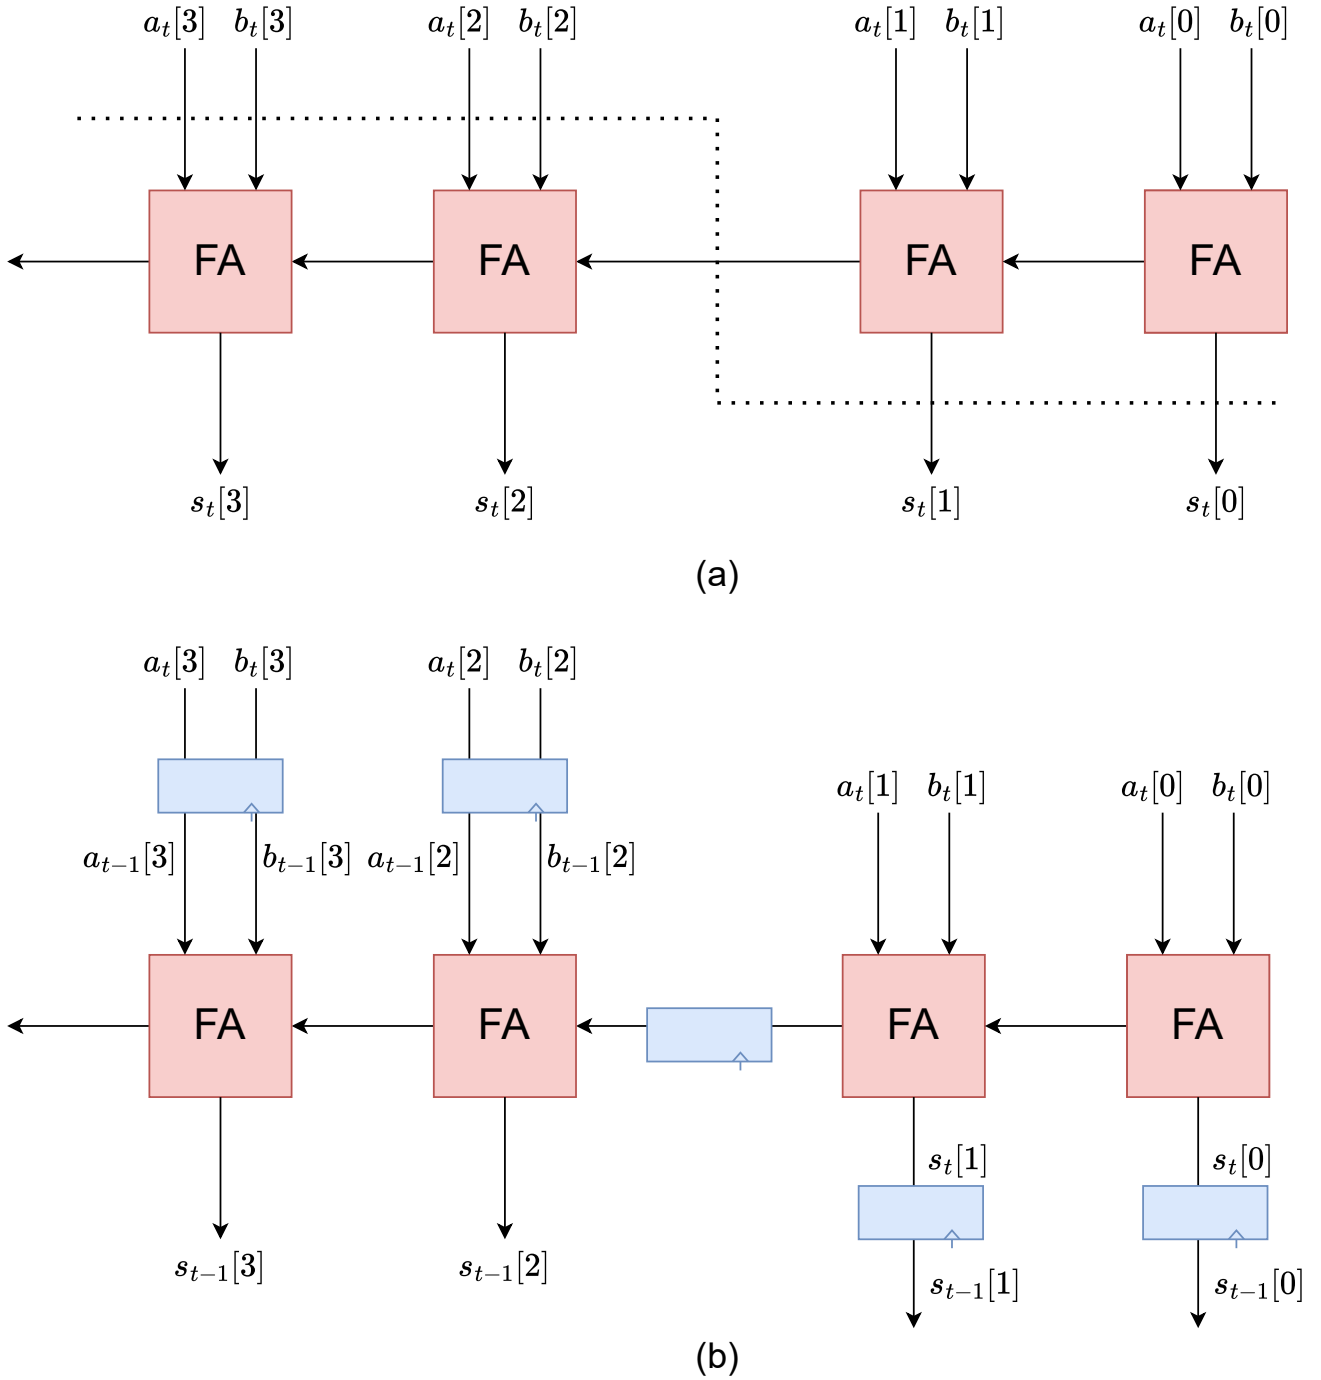 a_t[3] b_t[3] a_t[2] b_t[2] a_t[1] b_t[1] a_t[0] b_t[0]
FA FA FA FA
s_t[3] s_t[2] s_t[1] s_t[0]
(a)
a_t[3] b_t[3] a_t[2] b_t[2]
a_t[1] b_t[1] a_t[0] b_t[0]
a_{t-1}[3] b_{t-1}[3] a_{t-1}[2] b_{t-1}[2]
FA FA FA FA
s_t[1] s_t[0]
s_{t-1}[3] s_{t-1}[2] s_{t-1}[1] s_{t-1}[0]
(b)